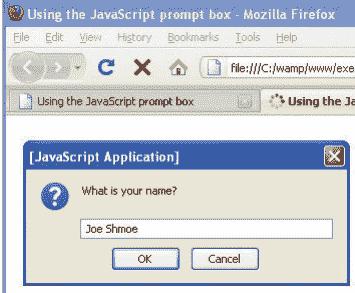 Using the JavaScript prompt box - Mozilla Firefox
File Edit View History Bookmarks Tools Help
file:///C:/wamp/www/exe
Using the JavaScript prompt box
Using the Ja
[JavaScript Application]
What is your name?
Joe Shmoe
OK Cancel